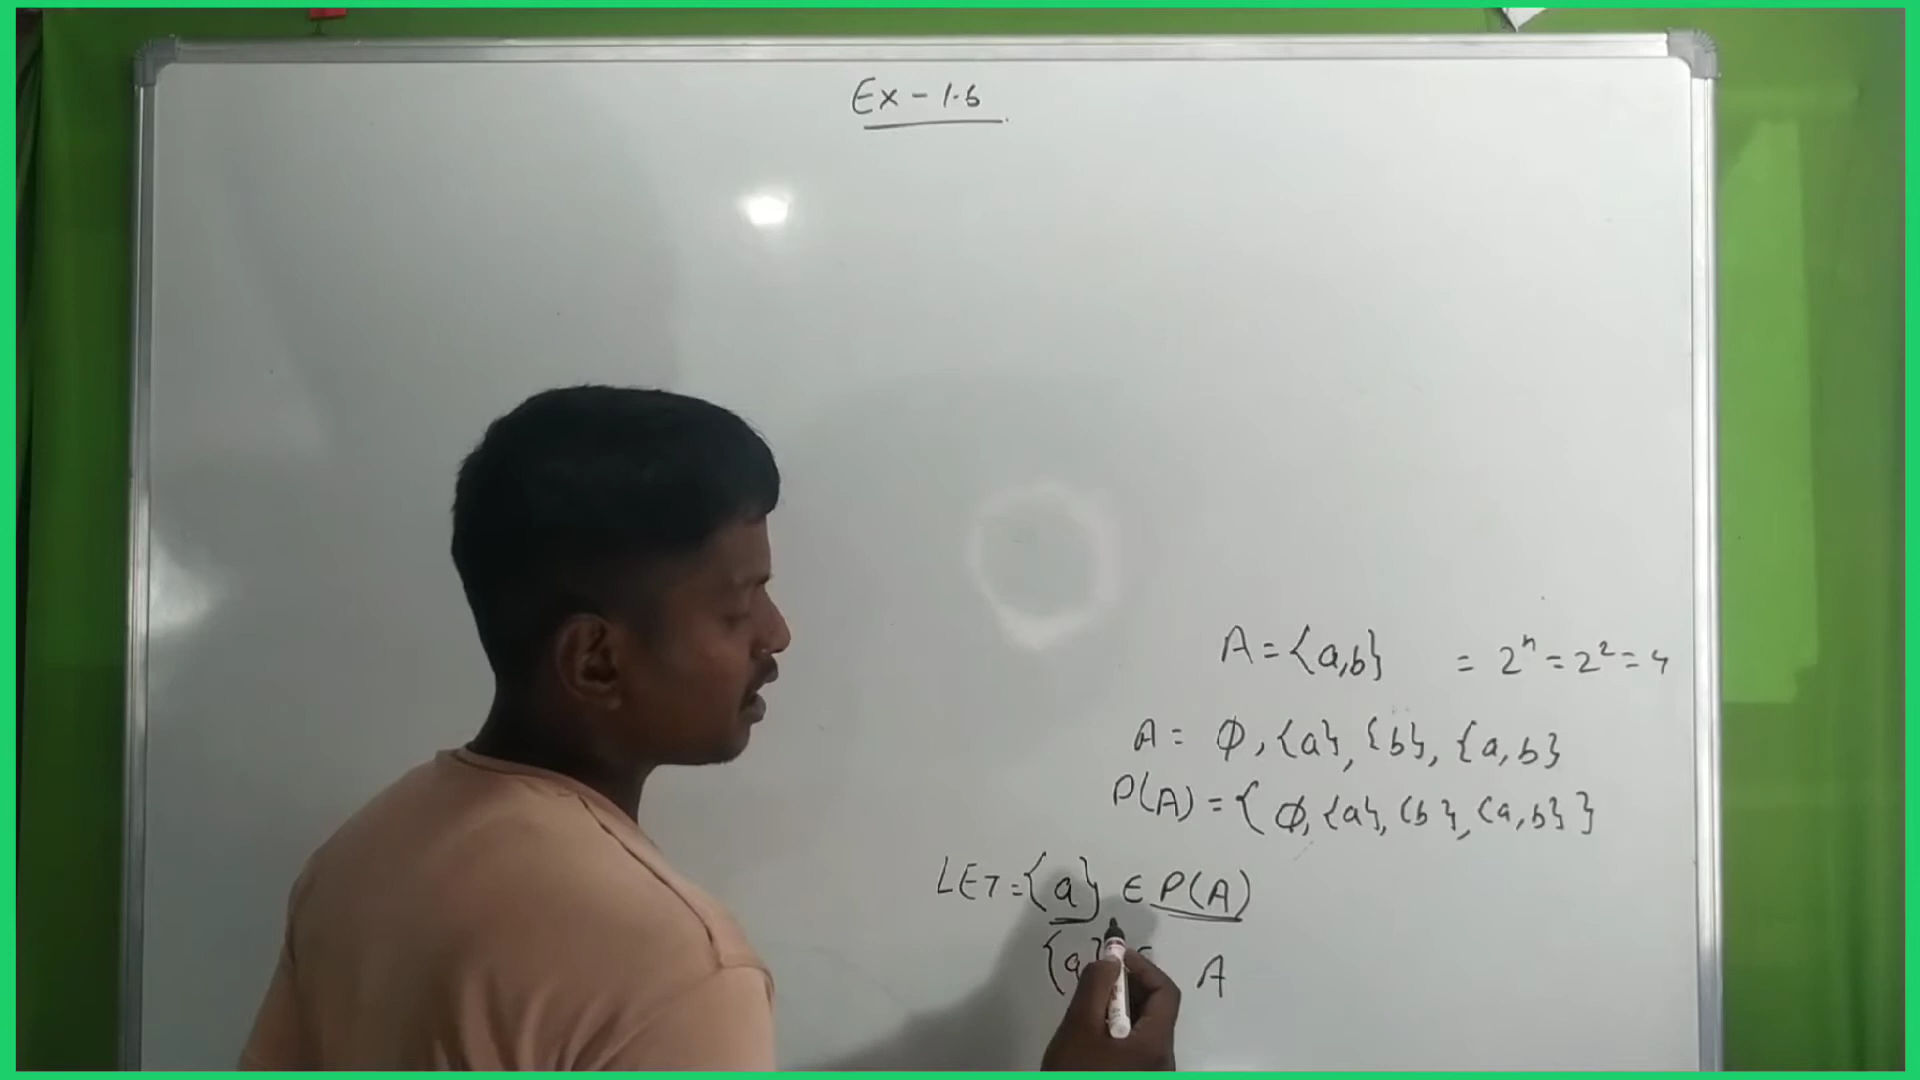 Ex - 1.6
A = {a,b} = 2ⁿ = 2² = 4
A = ϕ, {a}, {b}, {a, b}
P(A) = { ϕ, {a}, {b}, {a, b} }
LET = {a} ∈ P(A)
{a} A